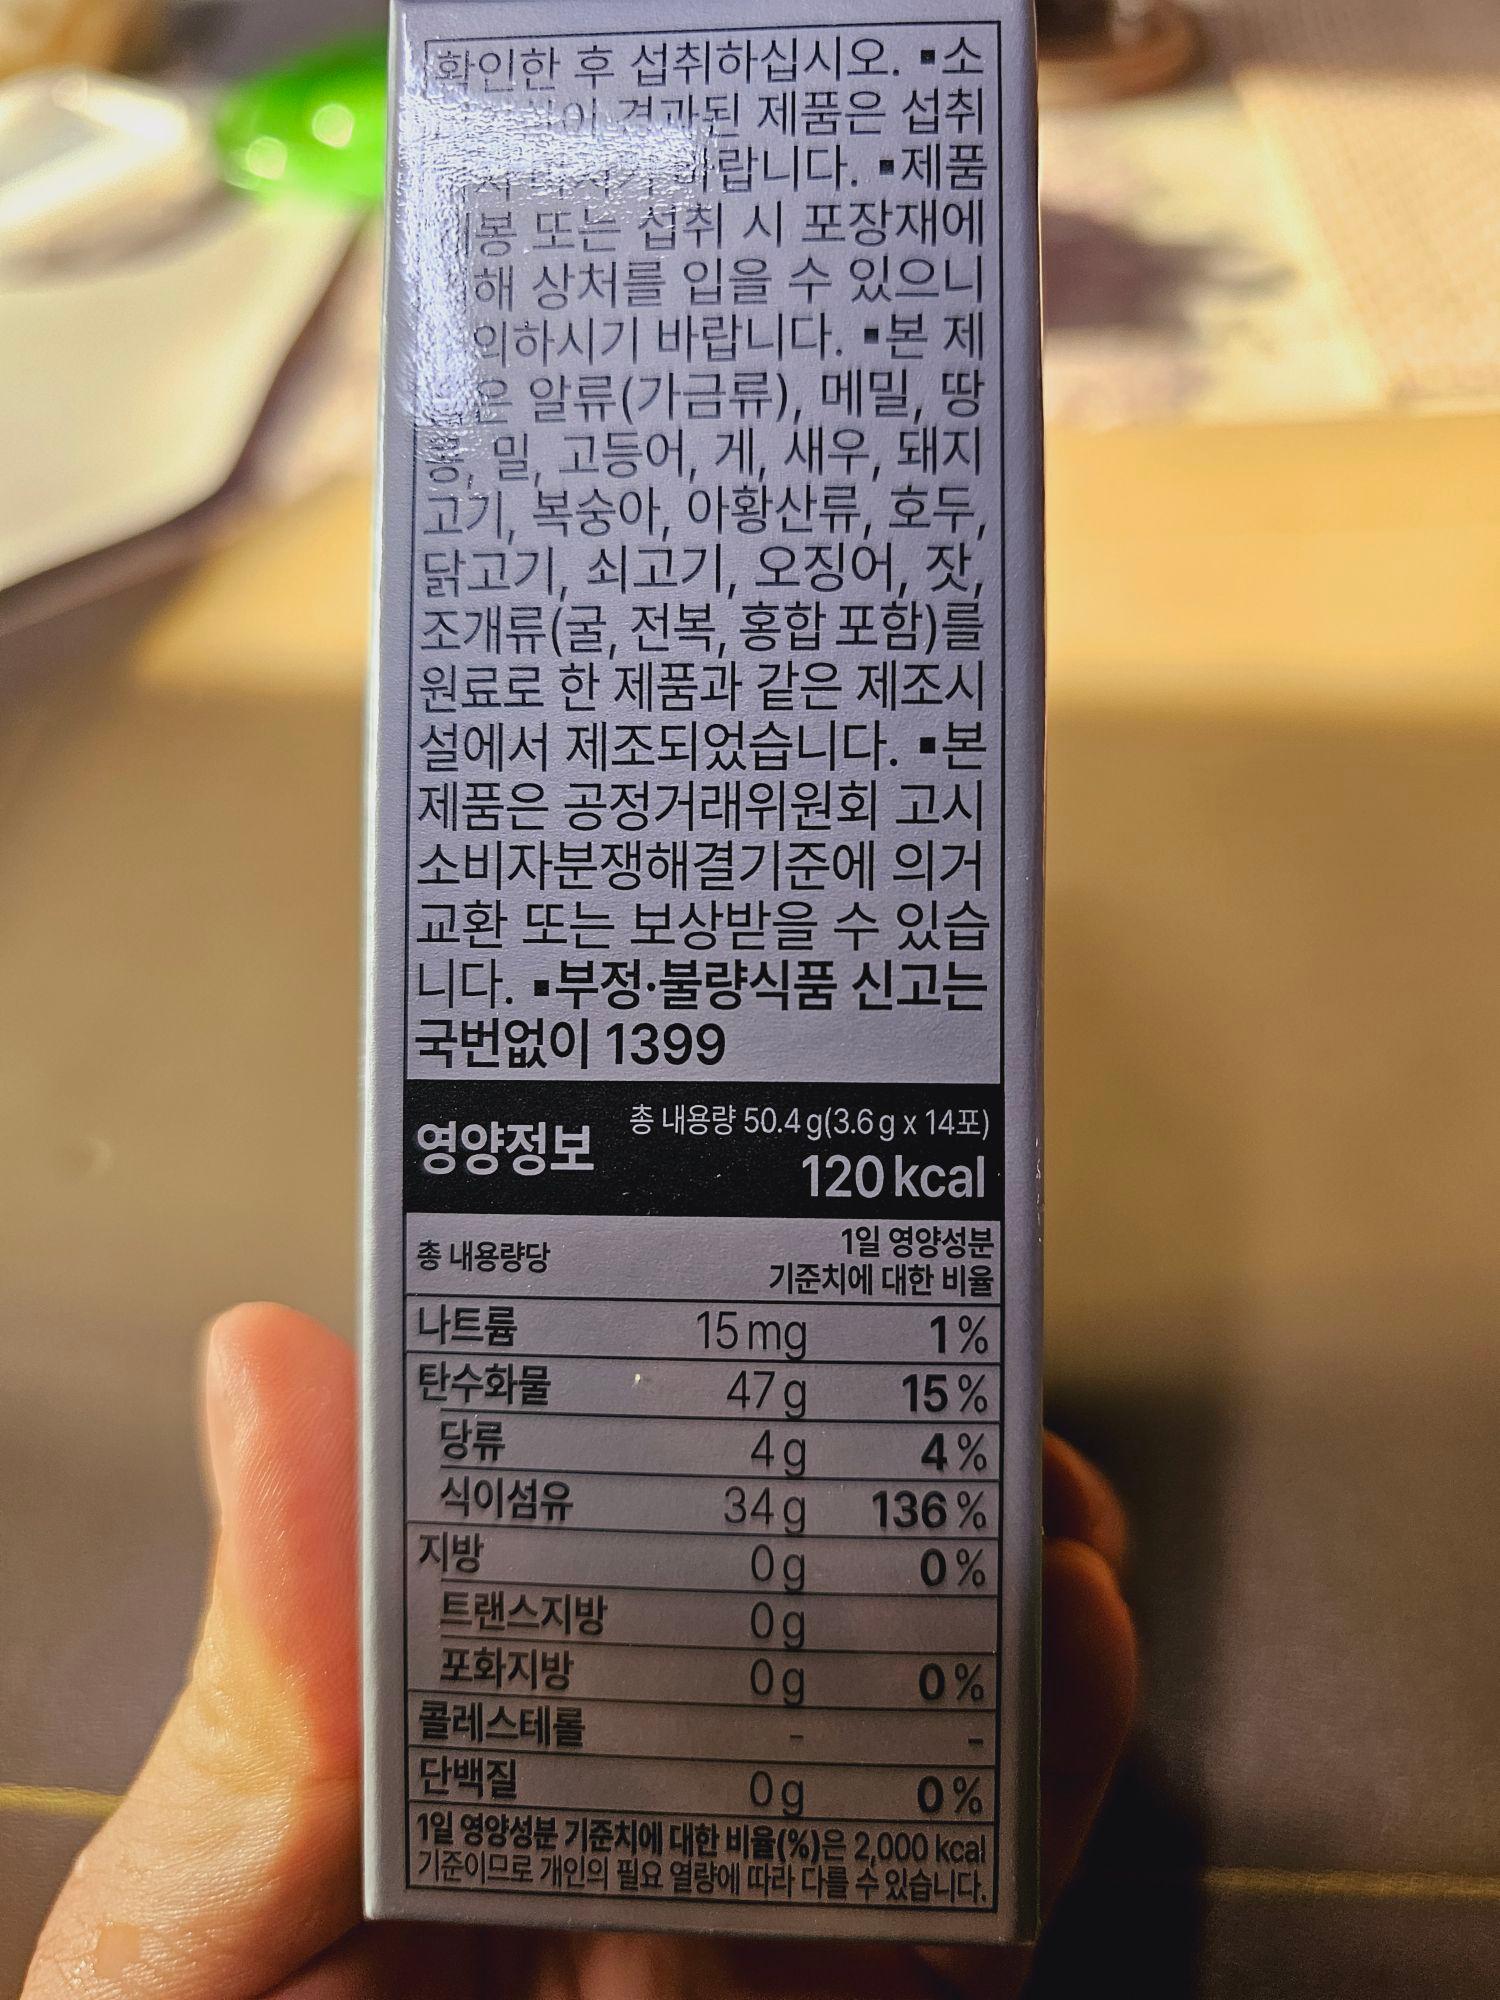 확인한 후 섭취하십시오. ▪소
경과된 제품은 섭취
바랍니다. ▪제품
개봉 또는 섭취 시 포장재에
해 상처를 입을 수 있으니
의하시기 바랍니다. ▪본 제
은 알류(가금류), 메밀, 땅
콩, 밀, 고등어, 게, 새우, 돼지
고기, 복숭아, 아황산류, 호두,
닭고기, 쇠고기, 오징어, 잣,
조개류(굴, 전복, 홍합 포함)를
원료로 한 제품과 같은 제조시
설에서 제조되었습니다. ▪본
제품은 공정거래위원회 고시
소비자분쟁해결기준에 의거
교환 또는 보상받을 수 있습
니다. ▪부정·불량식품 신고는
국번없이 1399
영양정보 총 내용량 50.4 g(3.6 g x 14포)
120 kcal
총 내용량당 1일 영양성분
기준치에 대한 비율
나트륨 15 mg 1 %
탄수화물 47 g 15 %
당류 4 g 4 %
식이섬유 34 g 136 %
지방 0 g 0 %
트랜스지방 0 g
포화지방 0 g 0 %
콜레스테롤 - -
단백질 0 g 0 %
1일 영양성분 기준치에 대한 비율(%)은 2,000 kcal
기준이므로 개인의 필요 열량에 따라 다를 수 있습니다.